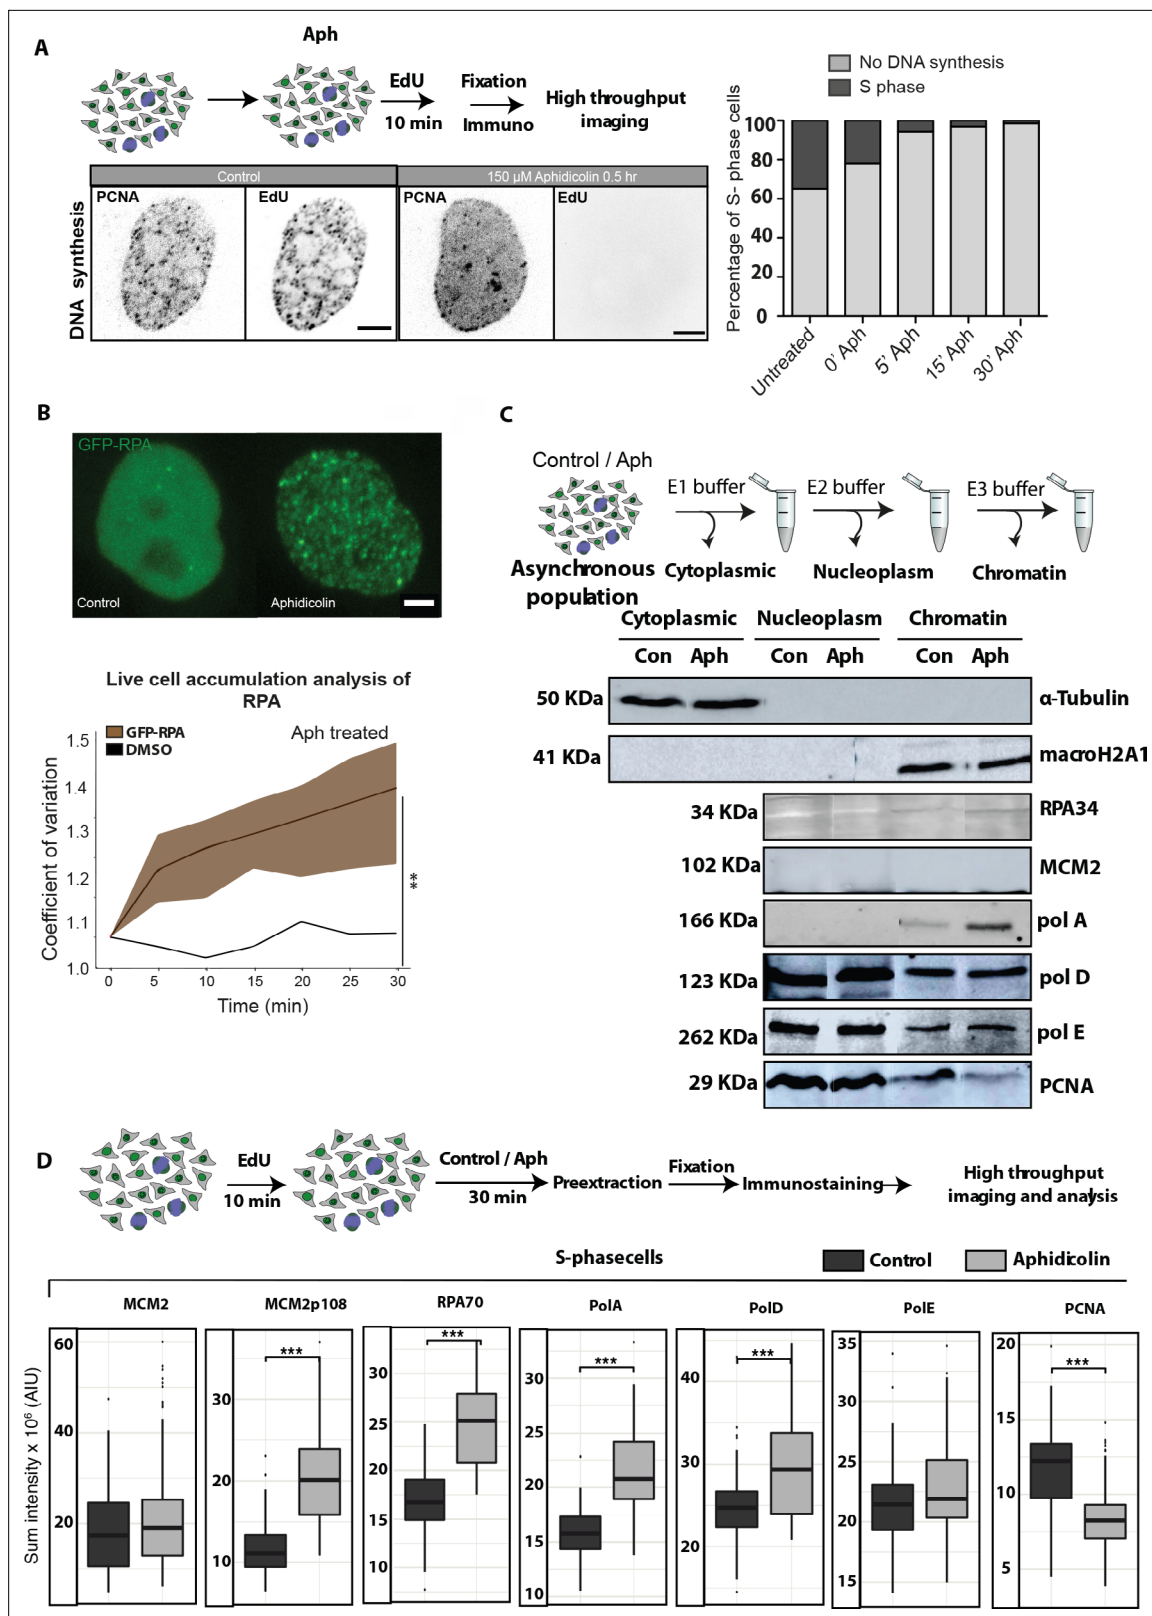 A
Aph
EdU
10 min
Fixation
Immuno
High throughput
imaging
No DNA synthesis
S phase
Control
150 µM Aphidicolin 0.5 hr
PCNA
EdU
PCNA
EdU
DNA synthesis
Percentage of S- phase cells
100
80
60
40
20
0
Untreated
0' Aph
5' Aph
15' Aph
30' Aph
B
GFP-RPA
Control
Aphidicolin
Live cell accumulation analysis of
RPA
GFP-RPA
DMSO
Aph treated
Coefficient of variation
1.5
1.4
1.3
1.2
1.1
1.0
**
0 5 10 15 20 25 30
Time (min)
C
Control / Aph
Asynchronous
population
E1 buffer
E2 buffer
E3 buffer
Cytoplasmic
Nucleoplasm
Chromatin
Cytoplasmic Nucleoplasm Chromatin
Con Aph Con Aph Con Aph
50 KDa α-Tubulin
41 KDa macroH2A1
34 KDa RPA34
102 KDa MCM2
166 KDa pol A
123 KDa pol D
262 KDa pol E
29 KDa PCNA
D
EdU
10 min
Control / Aph
30 min
Preextraction
Fixation
Immunostaining
High throughput
imaging and analysis
S-phasecells
Control
Aphidicolin
Sum intensity x 10⁶ (AIU)
MCM2
60
40
20
MCM2p108
***
30
20
10
RPA70
***
30
25
20
15
10
PolA
***
30
25
20
15
10
PolD
***
40
30
20
PolE
35
30
25
20
15
PCNA
***
20
15
10
5